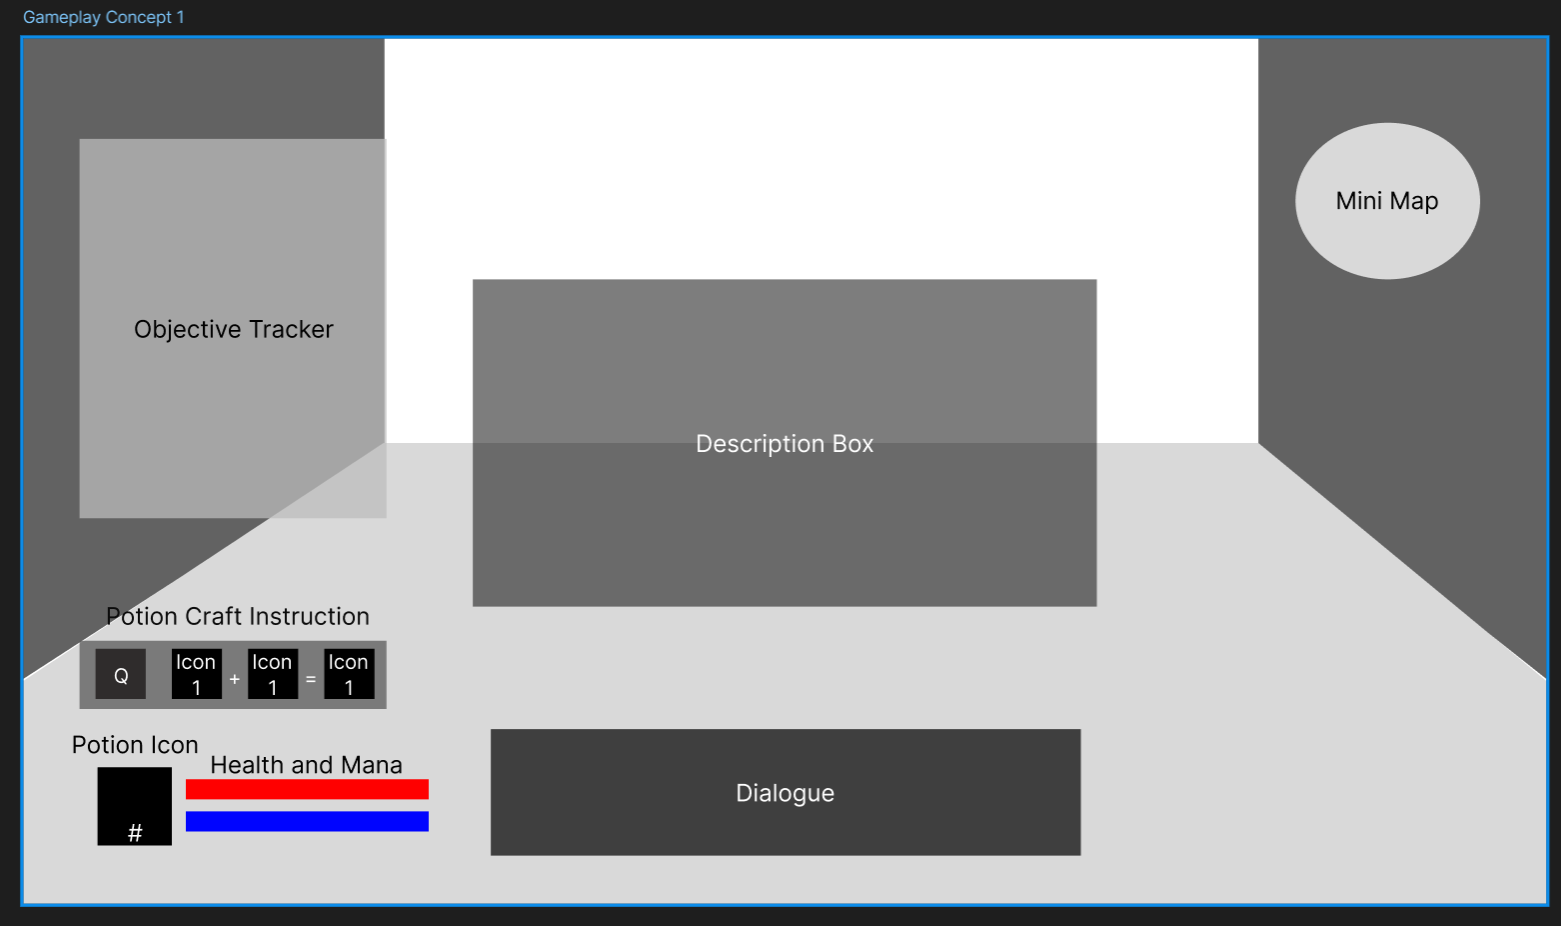 Gameplay Concept 1
Mini Map
Objective Tracker
Description Box
Potion Craft Instruction
Q Icon 1 + Icon 1 = Icon 1
Potion Icon
Health and Mana
#
Dialogue